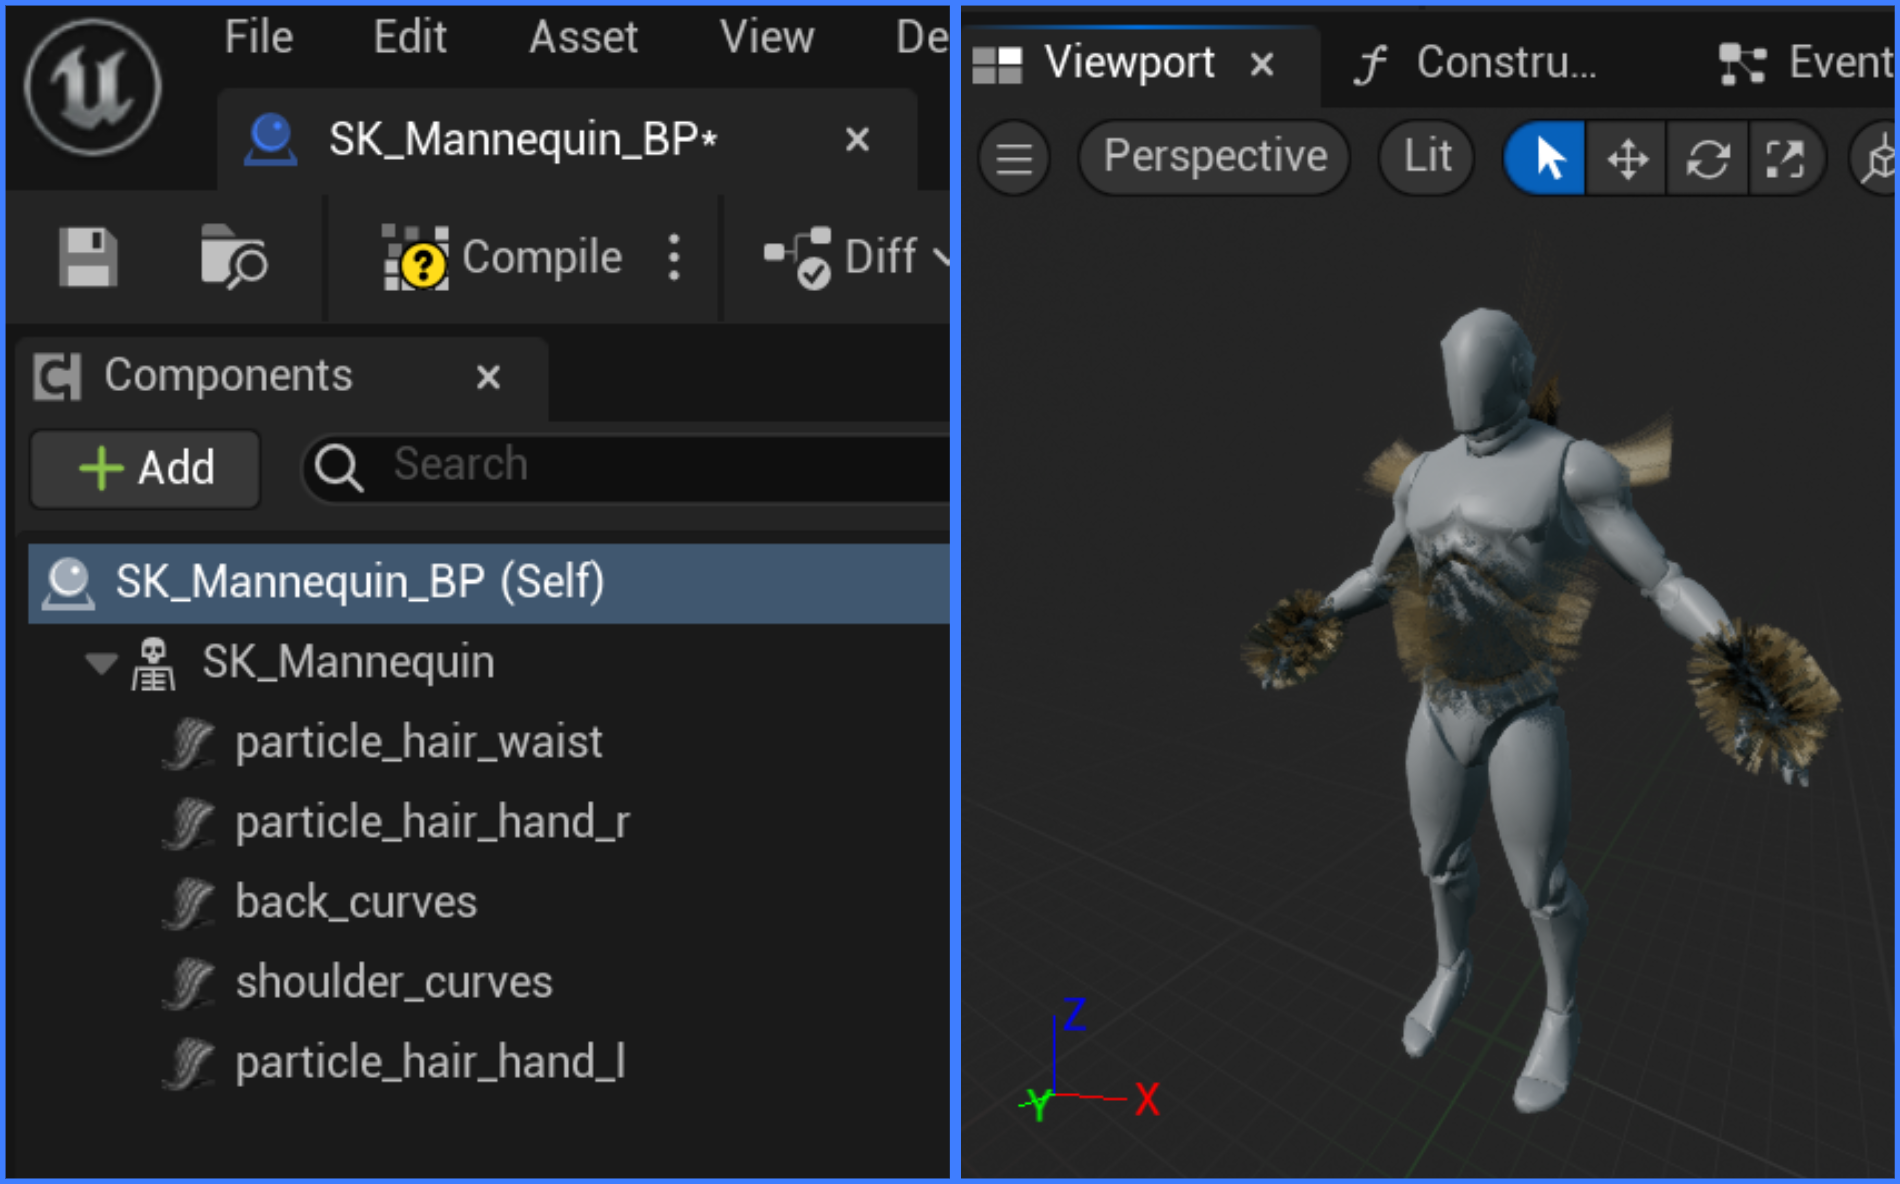 File Edit Asset View De
SK_Mannequin_BP*
Compile Diff
Components
Add Search
SK_Mannequin_BP (Self)
SK_Mannequin
particle_hair_waist
particle_hair_hand_r
back_curves
shoulder_curves
particle_hair_hand_l
Viewport Constru... Event
Perspective Lit
Z
Y X